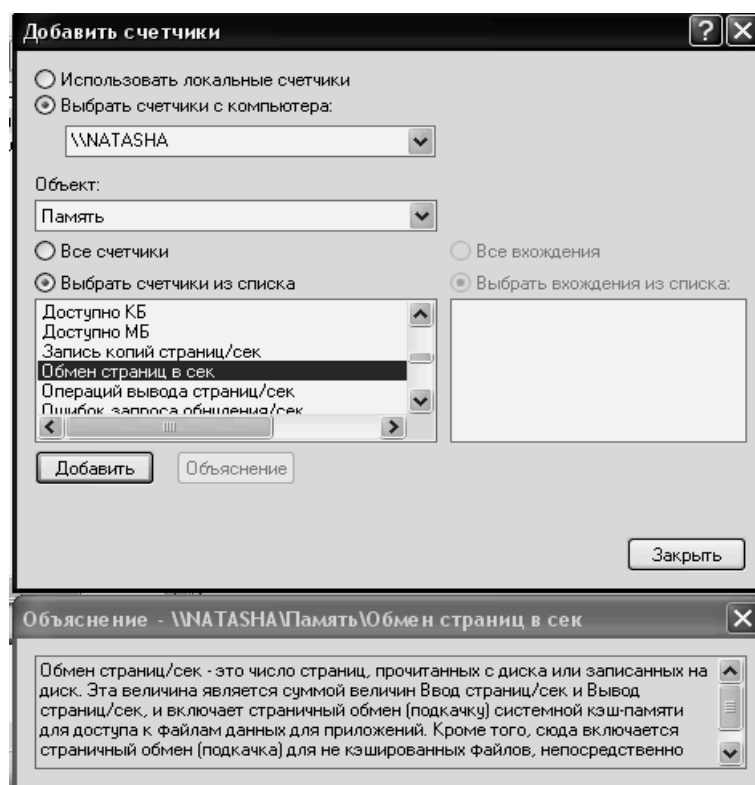 Добавить счетчики
Использовать локальные счетчики
Выбрать счетчики с компьютера:
\\NATASHA
Объект:
Память
Все счетчики
Все вхождения
Выбрать счетчики из списка
Выбрать вхождения из списка:
Доступно КБ
Доступно МБ
Запись копий страниц/сек
Обмен страниц в сек
Операций вывода страниц/сек
Ошибок запроса обнуления/сек
Добавить
Объяснение
Закрыть
Объяснение - \\NATASHA\Память\Обмен страниц в сек
Обмен страниц/сек - это число страниц, прочитанных с диска или записанных на
диск. Эта величина является суммой величин Ввод страниц/сек и Вывод
страниц/сек, и включает страничный обмен (подкачку) системной кэш-памяти
для доступа к файлам данных для приложений. Кроме того, сюда включается
страничный обмен (подкачка) для не кэшированных файлов, непосредственно